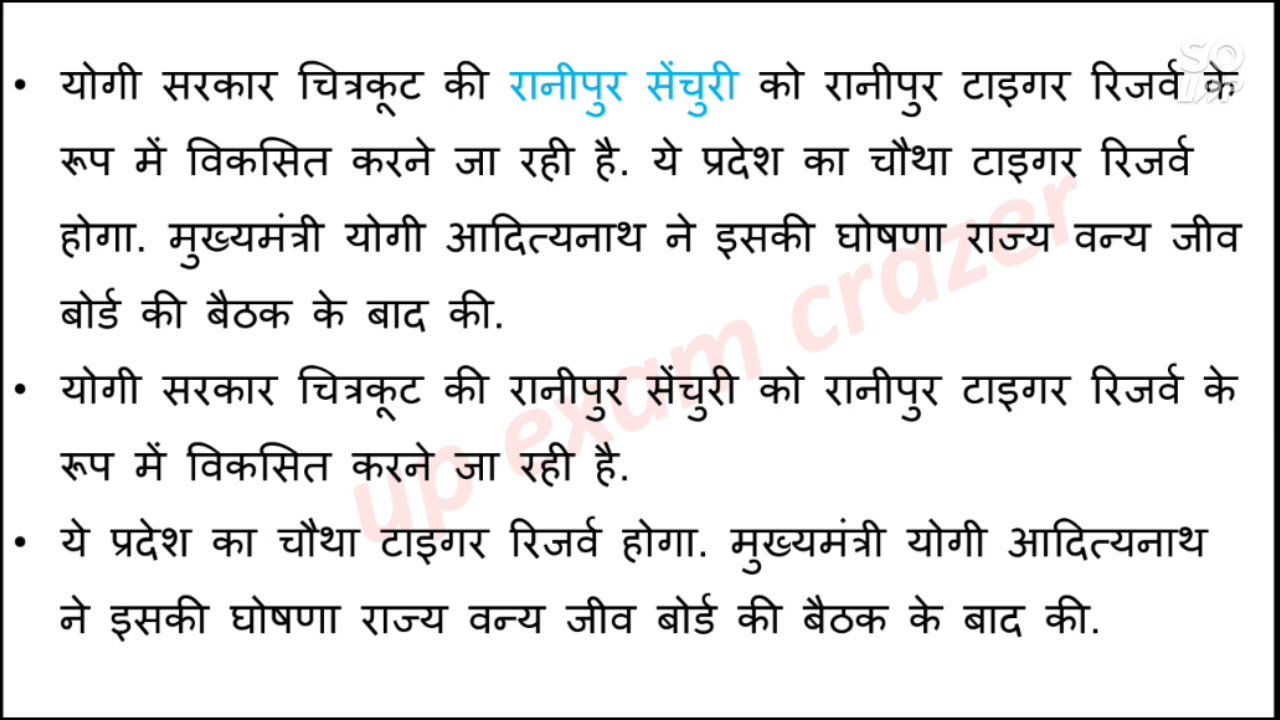 • योगी सरकार चित्रकूट की रानीपुर सेंचुरी को रानीपुर टाइगर रिजर्व के
रूप में विकसित करने जा रही है. ये प्रदेश का चौथा टाइगर रिजर्व
होगा. मुख्यमंत्री योगी आदित्यनाथ ने इसकी घोषणा राज्य वन्य जीव
बोर्ड की बैठक के बाद की.
• योगी सरकार चित्रकूट की रानीपुर सेंचुरी को रानीपुर टाइगर रिजर्व के
रूप में विकसित करने जा रही है.
• ये प्रदेश का चौथा टाइगर रिजर्व होगा. मुख्यमंत्री योगी आदित्यनाथ
ने इसकी घोषणा राज्य वन्य जीव बोर्ड की बैठक के बाद की.
up exam crazer